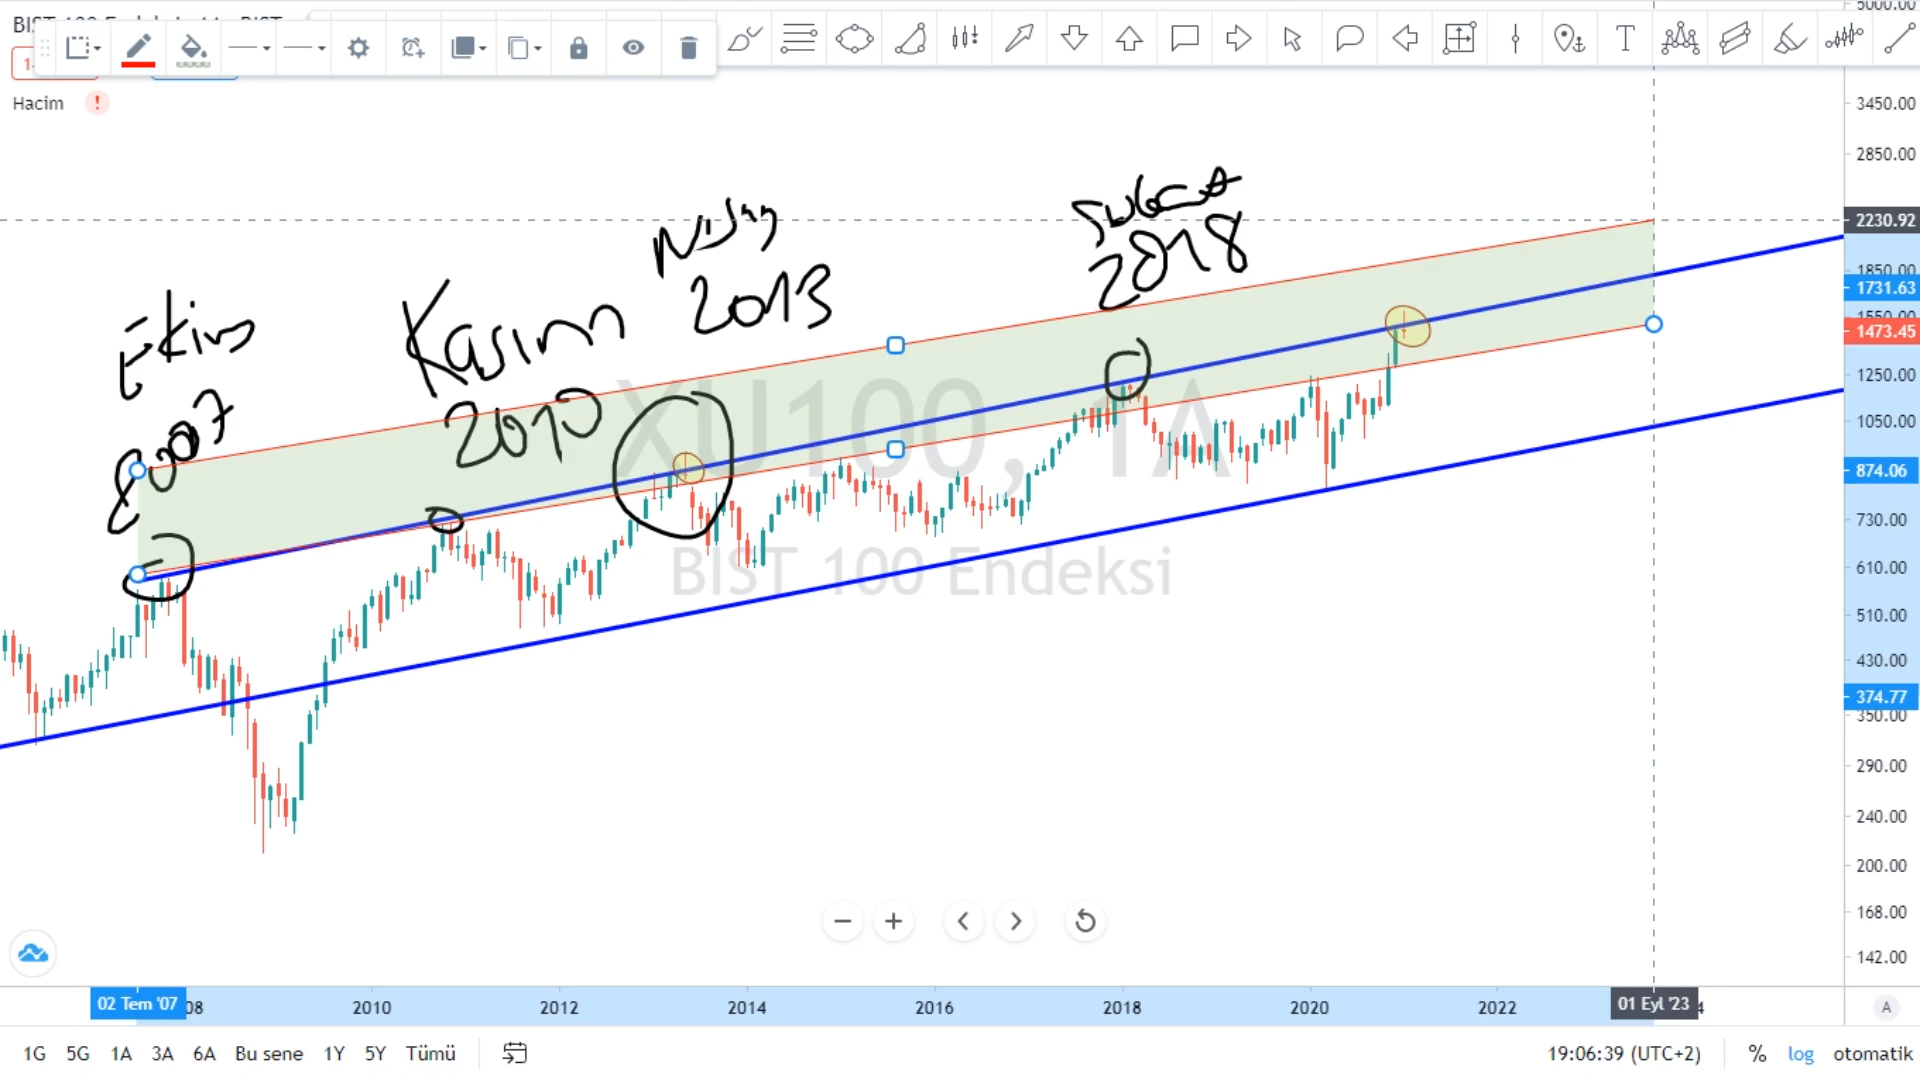 Hacim
!
Ekim
2007
Kasım
2010
Nisan
2013
Şubat
2018
XU100, 1A
BIST 100 Endeksi
3450.00
2850.00
2230.92
1850.00
1731.63
1550.00
1473.45
1250.00
1050.00
874.06
730.00
610.00
510.00
430.00
374.77
350.00
290.00
240.00
200.00
168.00
142.00
02 Tem '07 08 2010 2012 2014 2016 2018 2020 2022 01 Eyl '23 4 A
1G 5G 1A 3A 6A Bu sene 1Y 5Y Tümü 19:06:39 (UTC+2) % log otomatik